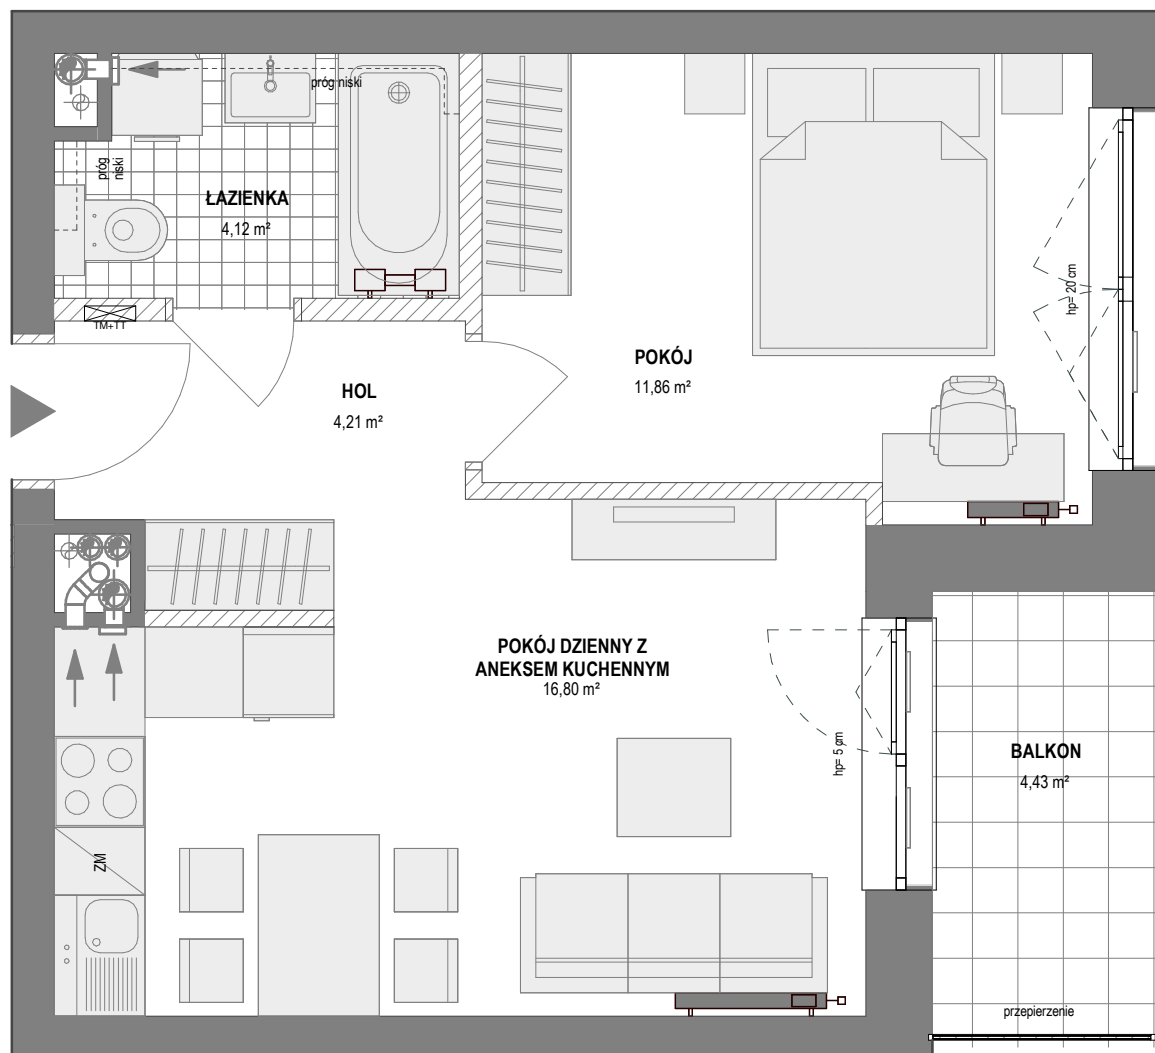 próg niski
próg
niski
ŁAZIENKA
4,12 m²
TM+TT
hp= 20 cm
POKÓJ
11,86 m²
HOL
4,21 m²
POKÓJ DZIENNY Z
ANEKSEM KUCHENNYM
16,80 m²
hp= 5 cm
BALKON
4,43 m²
ZM
przepierzenie